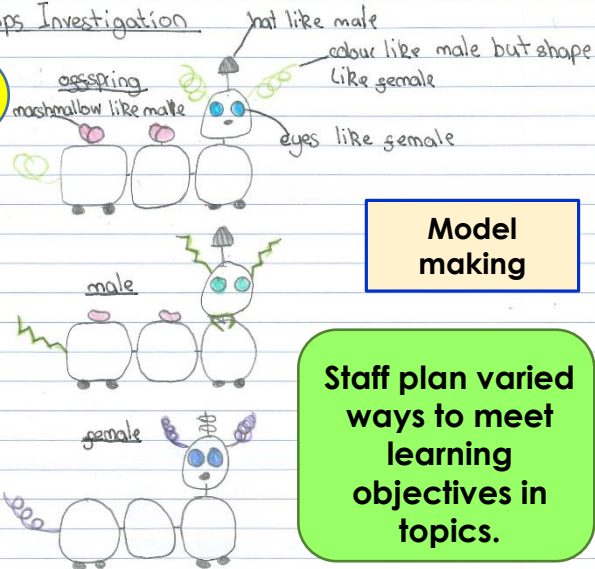 ops Investigation
hat like male
colour like male but shape
like female
offspring
marshmallow like male
eyes like female
Model
making
male
Staff plan varied
ways to meet
learning
objectives in
topics.
female